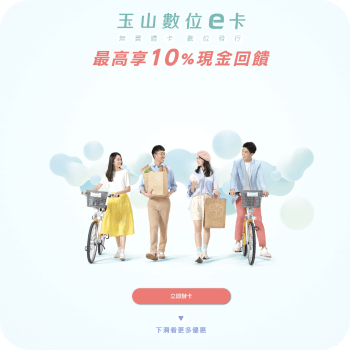 玉山數位e卡
無實體卡 數位發行
最高享10%現金回饋
立即辦卡
▼
下滑看更多優惠